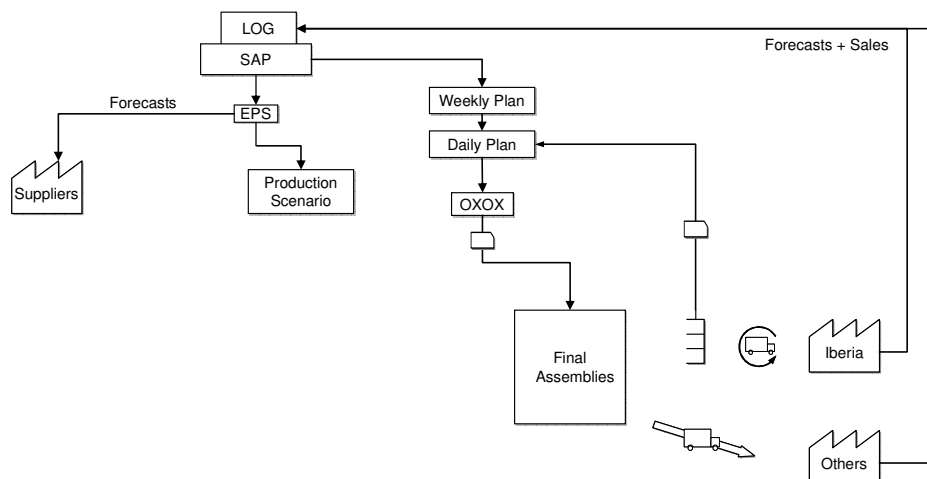 LOG
Forecasts + Sales
SAP
Weekly Plan
Forecasts
EPS
Daily Plan
Suppliers
Production
Scenario
OXOX
Final
Assemblies
Iberia
Others